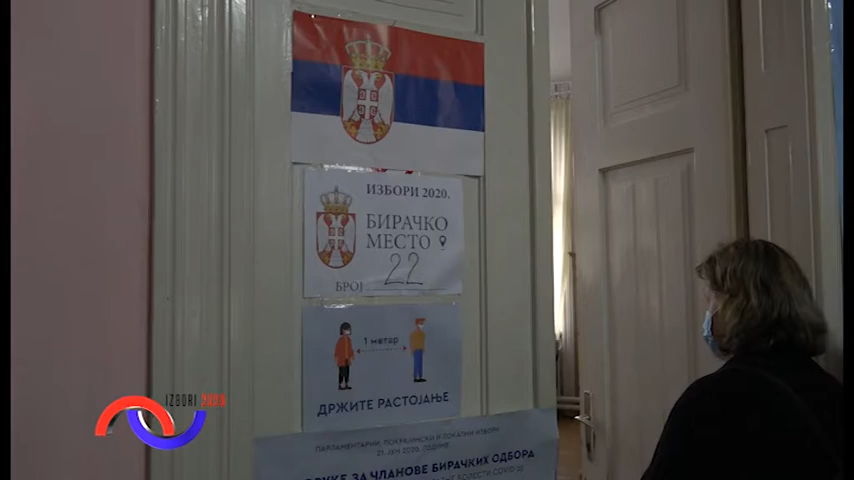 ИЗБОРИ 2020.
БИРАЧКО
МЕСТО
22
БРОЈ
1 метар
ДРЖИТЕ РАСТОЈАЊЕ
IZBORI 2020
ПАРЛАМЕНТАРНИ, ПОКРАЈИНСКИ И ЛОКАЛНИ ИЗБОРИ
21. ЈУН 2020. ГОДИНЕ
ЗА ЧЛАНОВЕ БИРАЧКИХ ОДБОРА
БОЛЕСТИ COVID-19